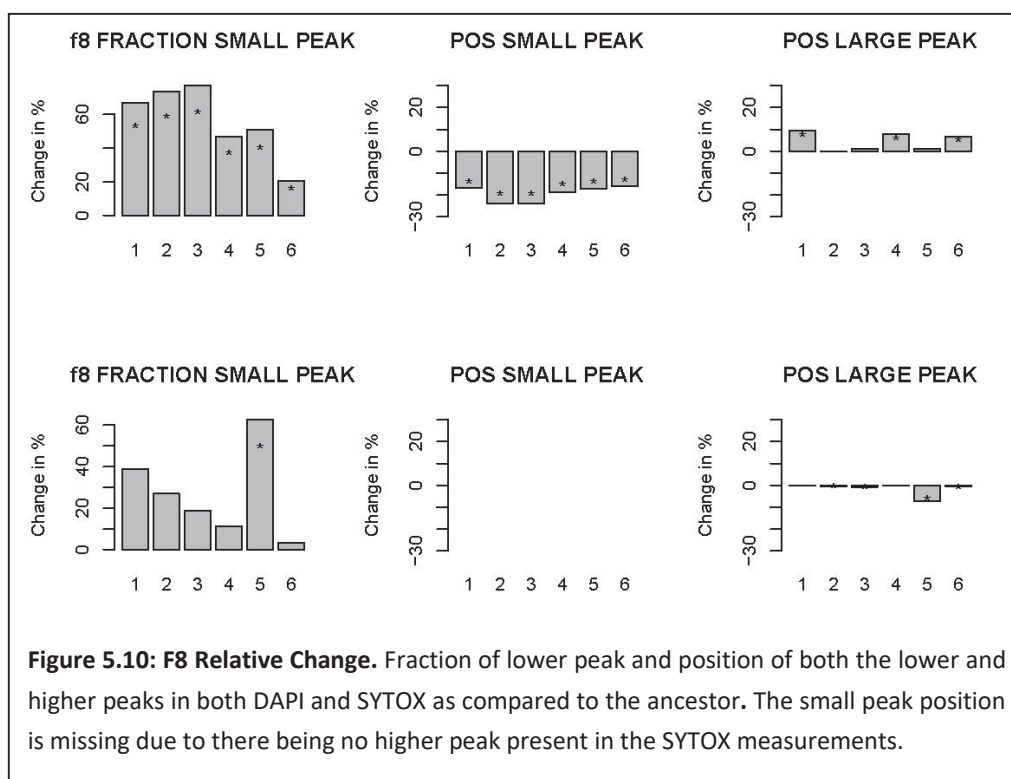 f8 FRACTION SMALL PEAK
Change in %
60
20
0
* * * * * *
1 2 3 4 5 6
POS SMALL PEAK
Change in %
20
0
−30
* * * * * *
1 2 3 4 5 6
POS LARGE PEAK
Change in %
20
0
−30
* * *
1 2 3 4 5 6
f8 FRACTION SMALL PEAK
Change in %
60
40
20
0
*
1 2 3 4 5 6
POS SMALL PEAK
Change in %
20
0
−30
1 2 3 4 5 6
POS LARGE PEAK
Change in %
20
0
−30
* * * *
1 2 3 4 5 6
Figure 5.10: F8 Relative Change. Fraction of lower peak and position of both the lower and
higher peaks in both DAPI and SYTOX as compared to the ancestor. The small peak position
is missing due to there being no higher peak present in the SYTOX measurements.